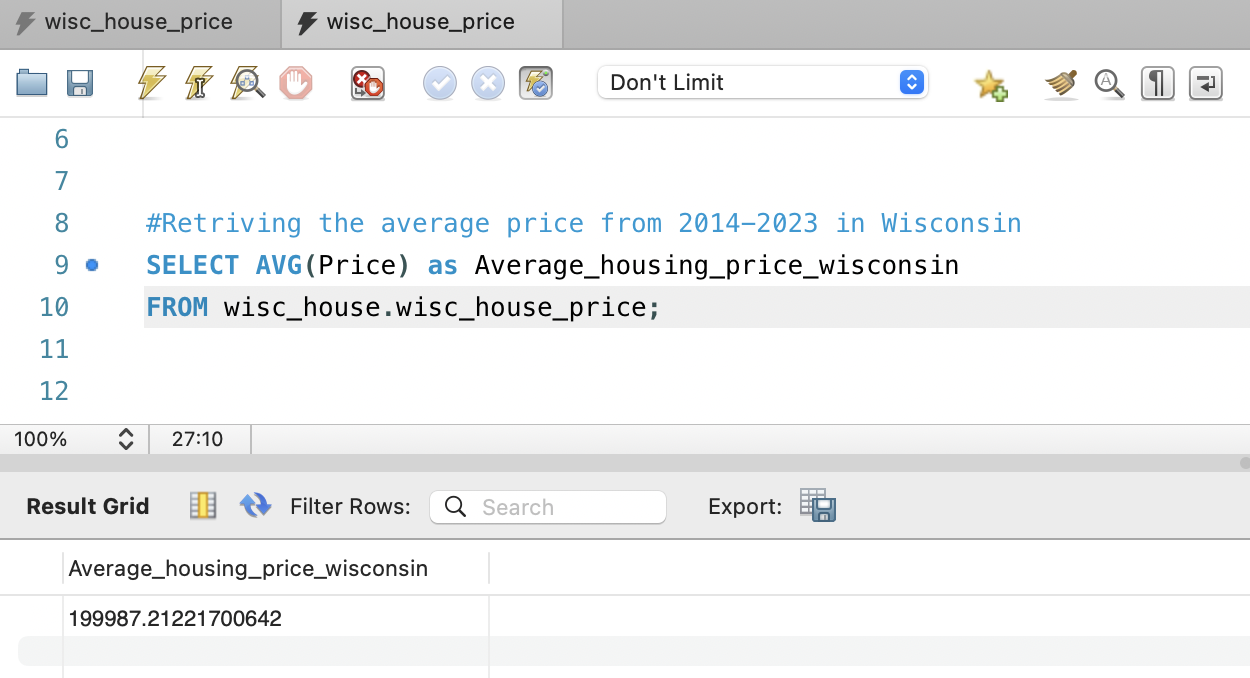 wisc_house_price wisc_house_price
Don't Limit
6
7
8 #Retriving the average price from 2014-2023 in Wisconsin
9 SELECT AVG(Price) as Average_housing_price_wisconsin
10 FROM wisc_house.wisc_house_price;
11
12
100% 27:10
Result Grid Filter Rows: Search Export:
Average_housing_price_wisconsin
199987.21221700642